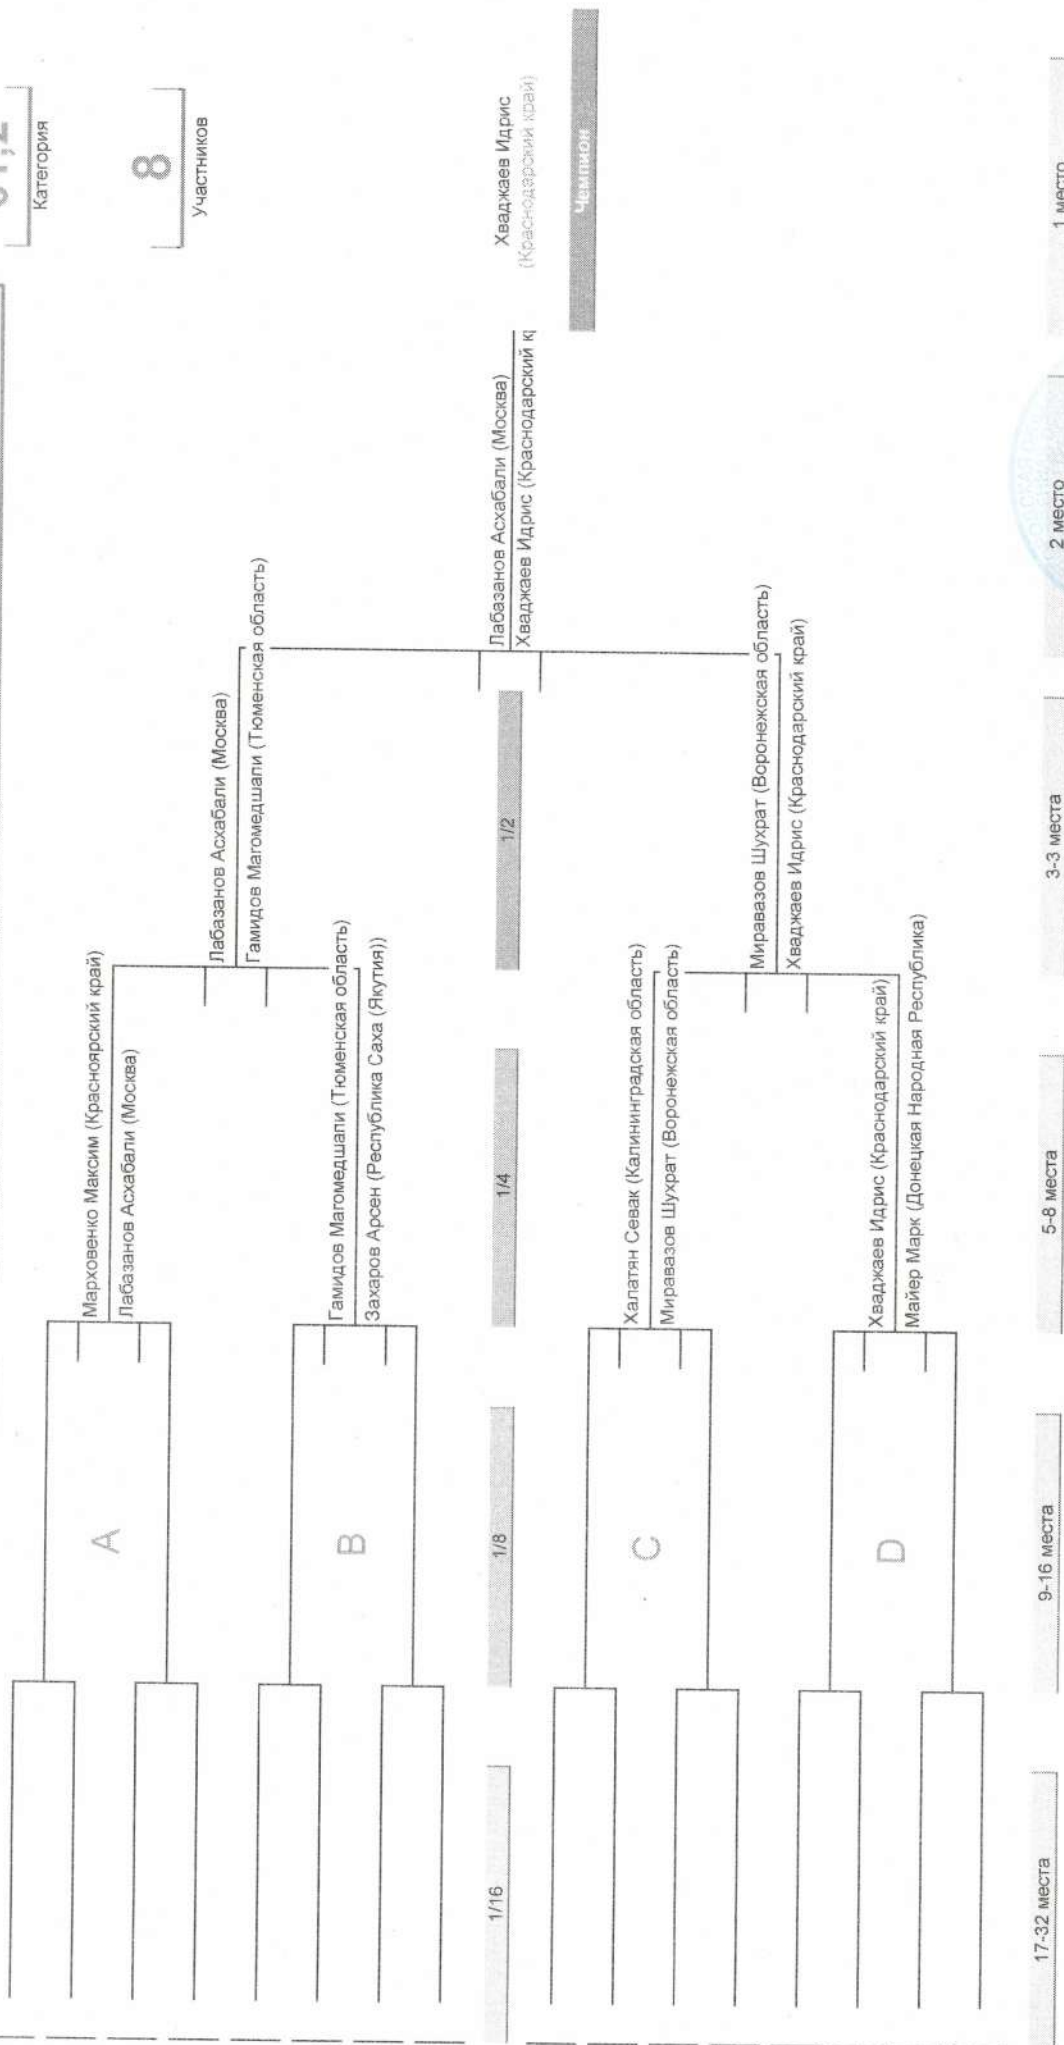 Категория
8
Участников
Мархо­венко Максим (Красноярский край)
Лабазанов Асхабали (Москва)
A
Лабазанов Асхабали (Москва)
Гамидов Магомедшапи (Тюменская область)
Гамидов Магомедшапи (Тюменская область)
Захаров Арсен (Республика Саха (Якутия))
B
1/16
1/8
1/4
1/2
Лабазанов Асхабали (Москва)
Хваджаев Идрис (Краснодарский к
Хваджаев Идрис
(Краснодарский край)
Чемпион
Халатян Севак (Калининградская область)
Миравазов Шухрат (Воронежская область)
C
Миравазов Шухрат (Воронежская область)
Хваджаев Идрис (Краснодарский край)
Хваджаев Идрис (Краснодарский край)
Майер Марк (Донецкая Народная Республика)
D
17-32 места
9-16 места
5-8 места
3-3 места
2 место
1 место